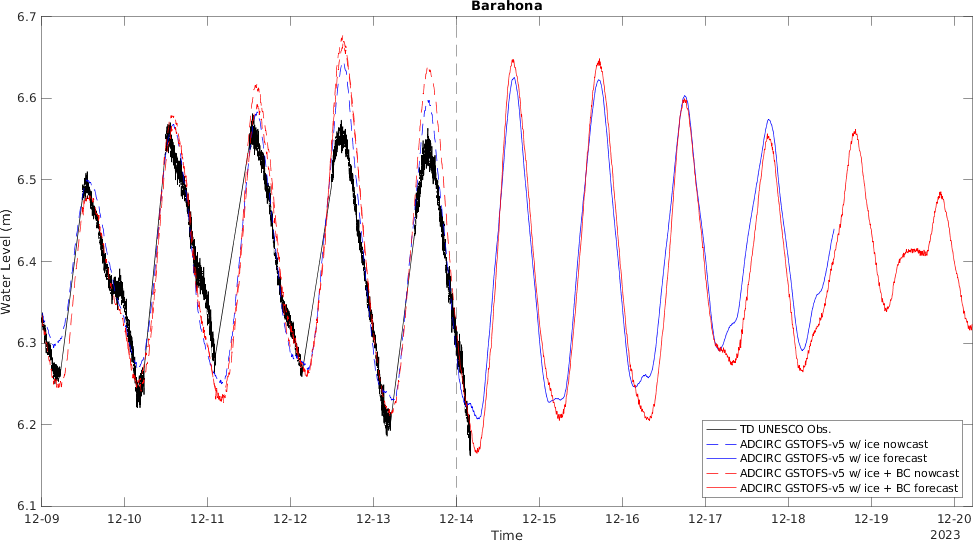 Barahona
6.7
6.6
6.5
6.4
6.3
6.2
6.1
Water Level (m)
12-09 12-10 12-11 12-12 12-13 12-14 12-15 12-16 12-17 12-18 12-19 12-20
Time
2023
TD UNESCO Obs.
ADCIRC GSTOFS-v5 w/ ice nowcast
ADCIRC GSTOFS-v5 w/ ice forecast
ADCIRC GSTOFS-v5 w/ ice + BC nowcast
ADCIRC GSTOFS-v5 w/ ice + BC forecast